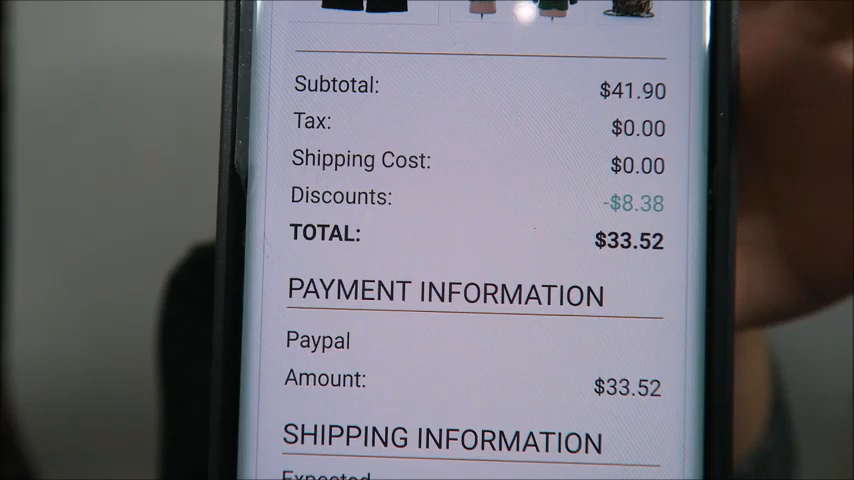 Subtotal: $41.90
Tax: $0.00
Shipping Cost: $0.00
Discounts: -$8.38
TOTAL: $33.52
PAYMENT INFORMATION
Paypal
Amount: $33.52
SHIPPING INFORMATION
Expected